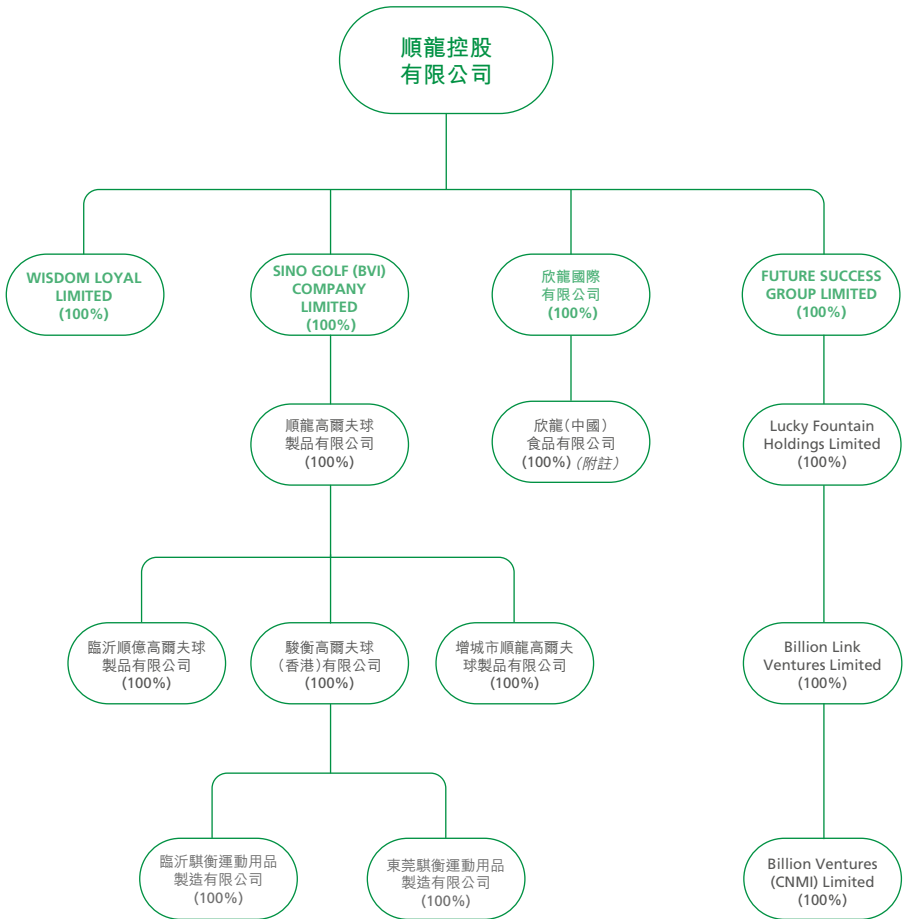 順龍控股
有限公司
WISDOM LOYAL
LIMITED
(100%)
SINO GOLF (BVI)
COMPANY
LIMITED
(100%)
欣龍國際
有限公司
(100%)
FUTURE SUCCESS
GROUP LIMITED
(100%)
順龍高爾夫球
製品有限公司
(100%)
欣龍(中國)
食品有限公司
(100%) (附註)
Lucky Fountain
Holdings Limited
(100%)
臨沂順億高爾夫球
製品有限公司
(100%)
駿衡高爾夫球
(香港)有限公司
(100%)
增城市順龍高爾夫
球製品有限公司
(100%)
Billion Link
Ventures Limited
(100%)
臨沂騏衡運動用品
製造有限公司
(100%)
東莞騏衡運動用品
製造有限公司
(100%)
Billion Ventures
(CNMI) Limited
(100%)